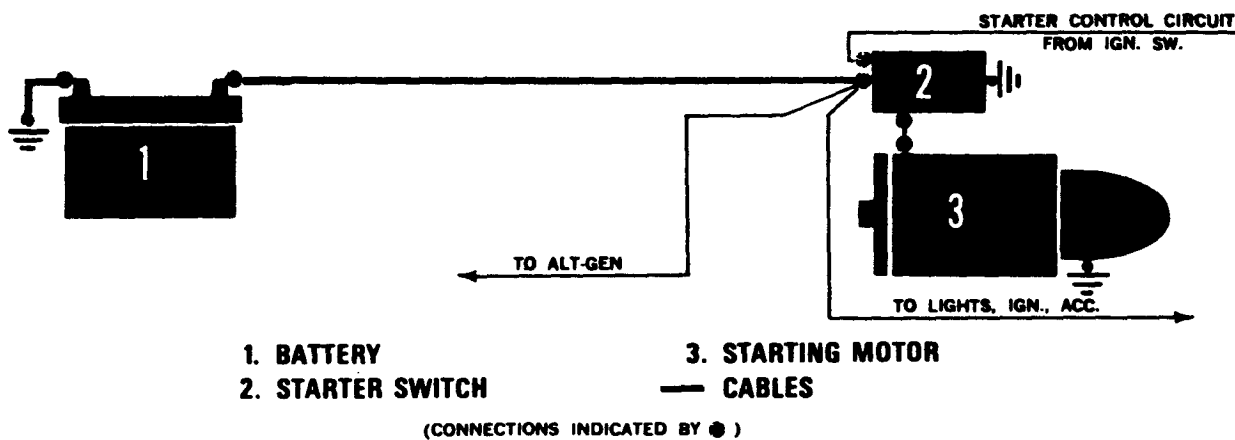 STARTER CONTROL CIRCUIT
FROM IGN. SW.
2
1
3
TO ALT-GEN
TO LIGHTS, IGN., ACC.
1. BATTERY
3. STARTING MOTOR
2. STARTER SWITCH
CABLES
(CONNECTIONS INDICATED BY )